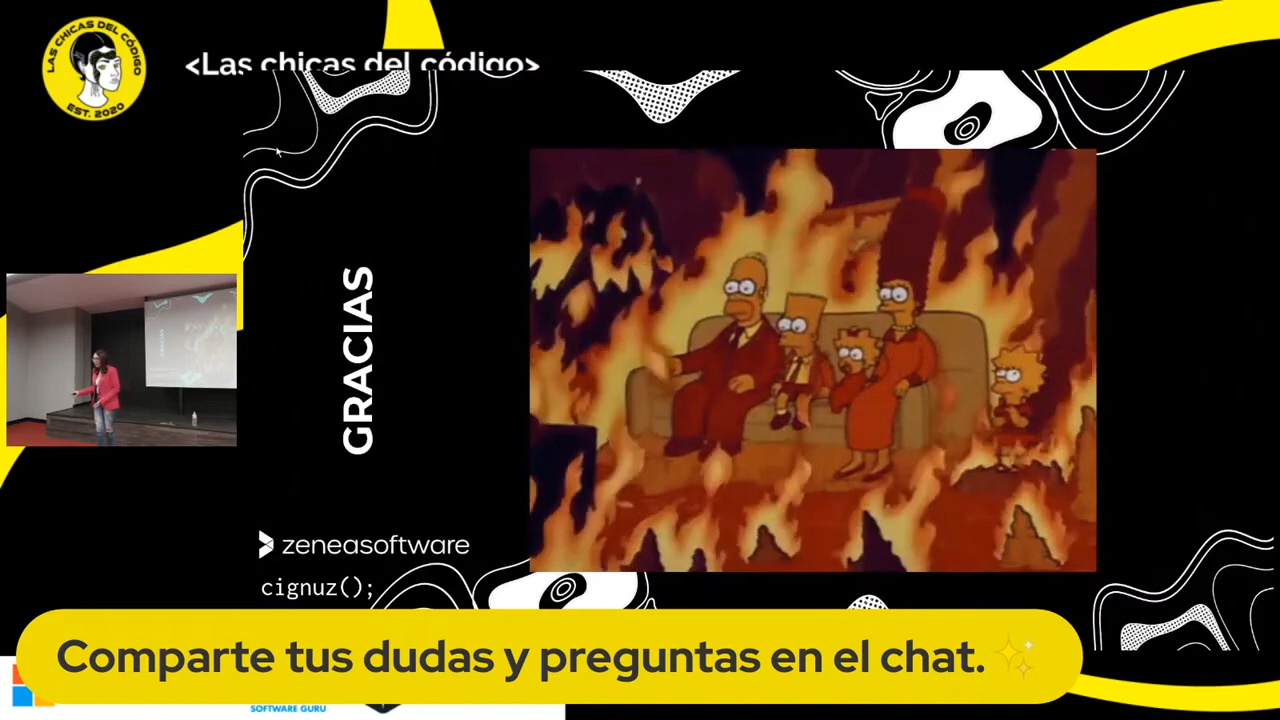 LAS CHICAS DEL CÓDIGO
EST. 2020
<Las chicas del código>
GRACIAS
zeneasoftware
cignuz();
Comparte tus dudas y preguntas en el chat.
SOFTWARE GURU